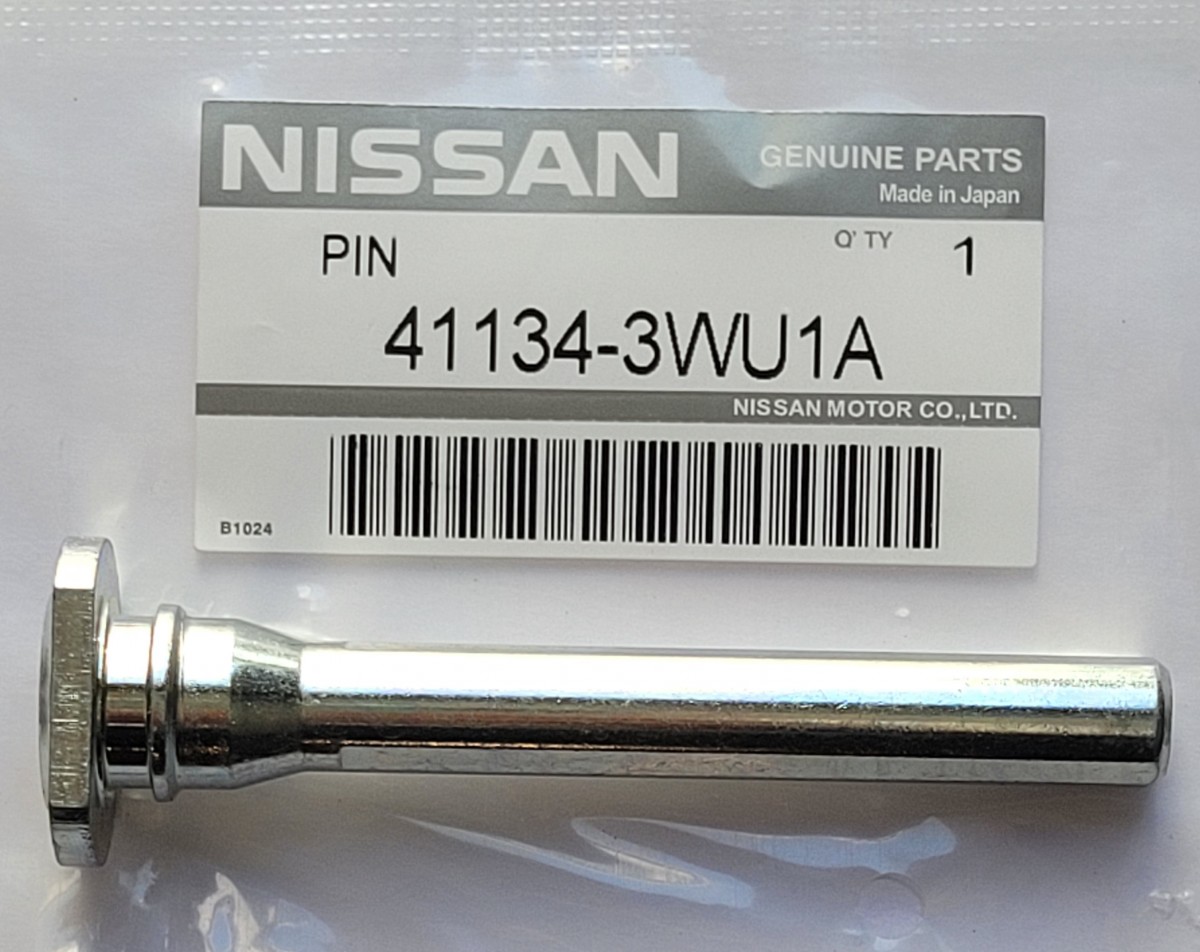 NISSAN GENUINE PARTS
Made in Japan
PIN Q'TY 1
41134-3WU1A
NISSAN MOTOR CO.,LTD.
B1024